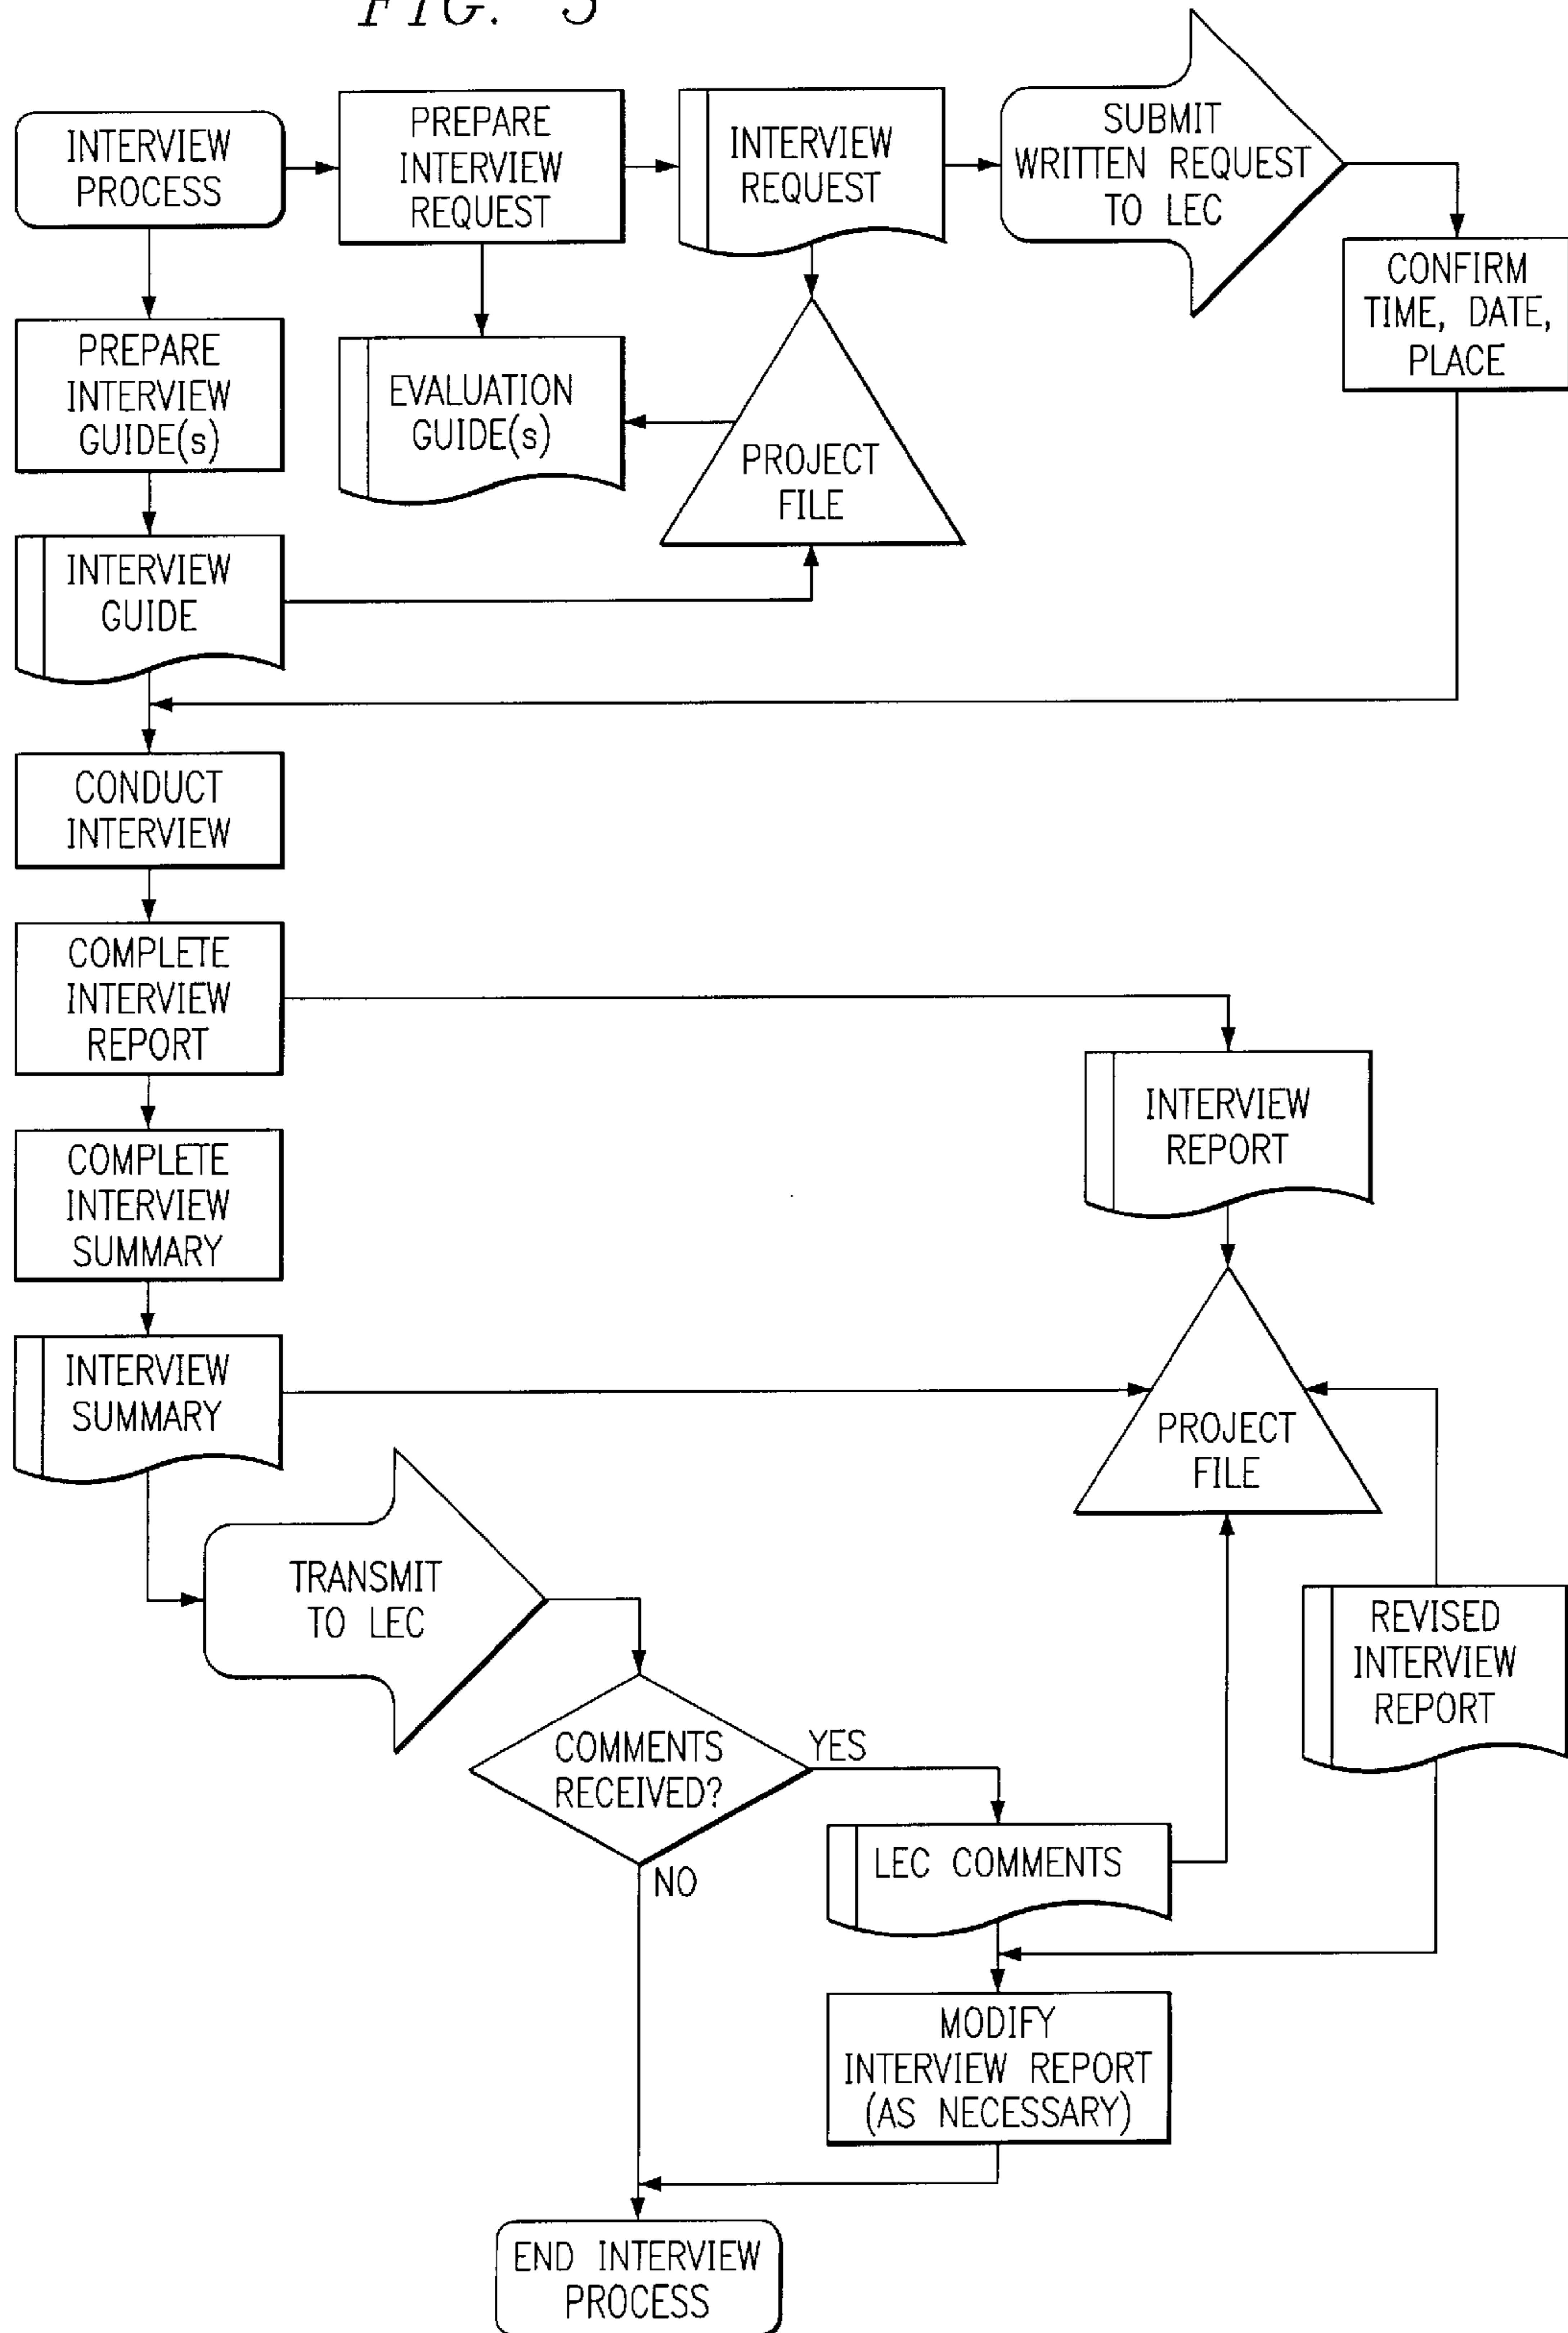 FIG. 5
INTERVIEW
PROCESS
PREPARE
INTERVIEW
REQUEST
INTERVIEW
REQUEST
SUBMIT
WRITTEN REQUEST
TO LEC
CONFIRM
TIME, DATE,
PLACE
PREPARE
INTERVIEW
GUIDE(s)
EVALUATION
GUIDE(s)
PROJECT
FILE
INTERVIEW
GUIDE
CONDUCT
INTERVIEW
COMPLETE
INTERVIEW
REPORT
INTERVIEW
REPORT
COMPLETE
INTERVIEW
SUMMARY
INTERVIEW
SUMMARY
PROJECT
FILE
TRANSMIT
TO LEC
REVISED
INTERVIEW
REPORT
COMMENTS
RECEIVED?
YES
NO
LEC COMMENTS
MODIFY
INTERVIEW REPORT
(AS NECESSARY)
END INTERVIEW
PROCESS